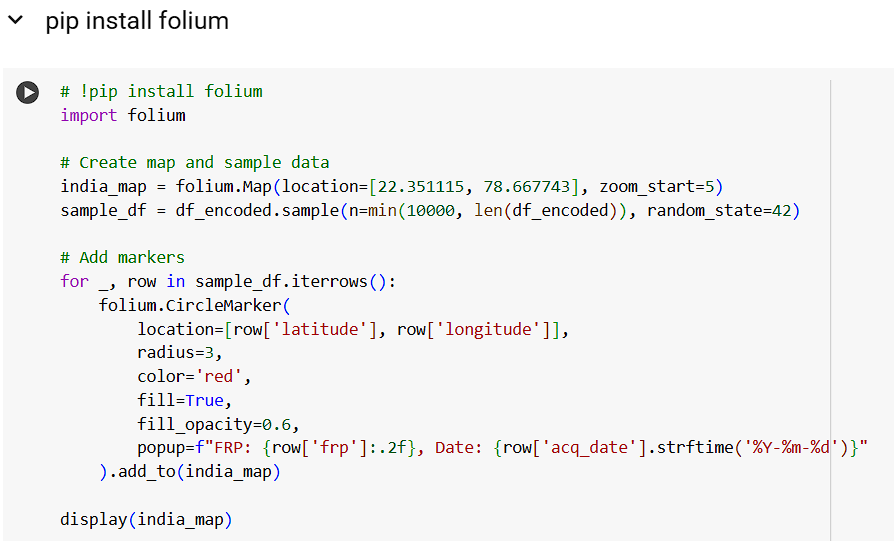 pip install folium
# !pip install folium
import folium
# Create map and sample data
india_map = folium.Map(location=[22.351115, 78.667743], zoom_start=5)
sample_df = df_encoded.sample(n=min(10000, len(df_encoded)), random_state=42)
# Add markers
for _, row in sample_df.iterrows():
    folium.CircleMarker(
        location=[row['latitude'], row['longitude']],
        radius=3,
        color='red',
        fill=True,
        fill_opacity=0.6,
        popup=f"FRP: {row['frp']:.2f}, Date: {row['acq_date'].strftime('%Y-%m-%d')}"
    ).add_to(india_map)
display(india_map)